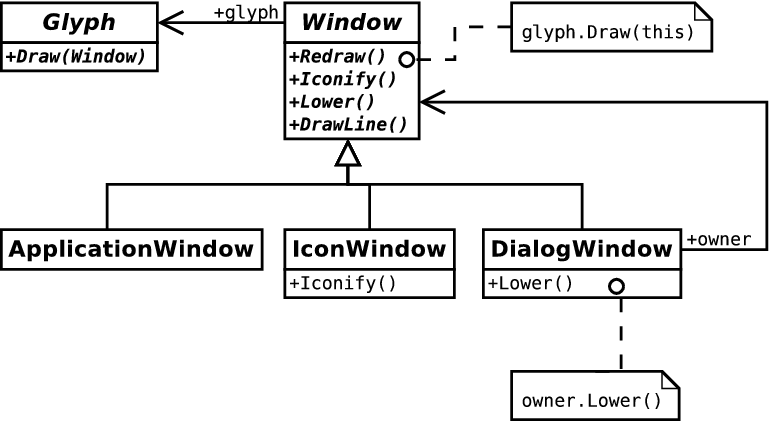 Glyph
+Draw(Window)
+glyph
Window
+Redraw()
+Iconify()
+Lower()
+DrawLine()
glyph.Draw(this)
ApplicationWindow
IconWindow
+Iconify()
DialogWindow
+Lower()
+owner
owner.Lower()